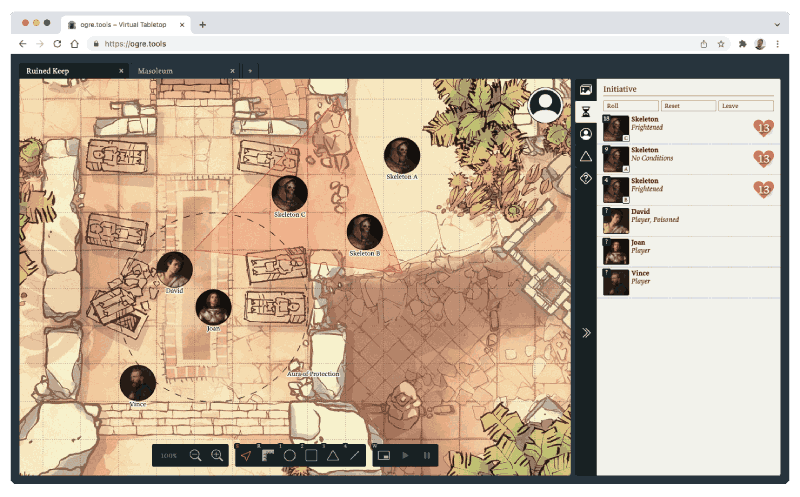 ogre.tools – Virtual Tabletop
https://ogre.tools
Ruined Keep
Masoleum
Skeleton A
Skeleton C
Skeleton B
David
Joan
Vince
Aura of Protection
100%
Initiative
Roll
Reset
Leave
Skeleton
Frightened
C
13
9
Skeleton
No Conditions
A
13
4
Skeleton
Frightened
B
13
David
Player, Poisoned
Joan
Player
Vince
Player